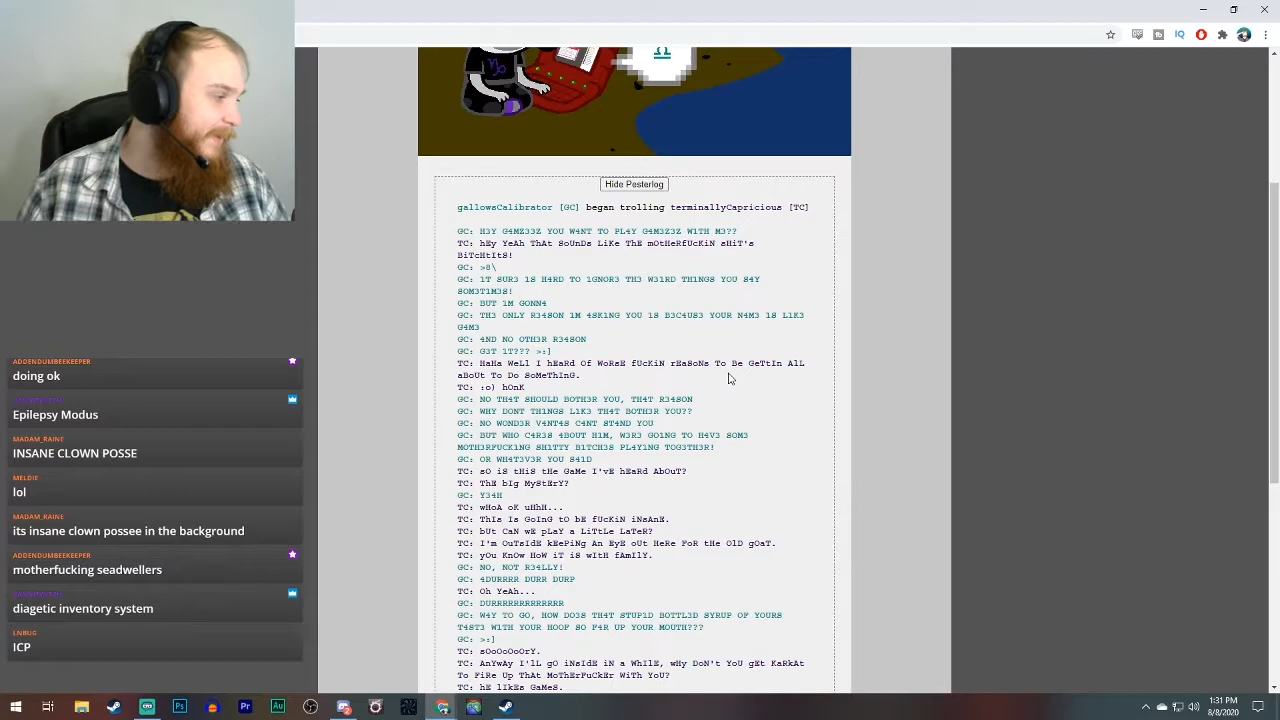 Hide Pesterlog
gallowsCalibrator [GC] began trolling terminallyCapricious [TC]
GC: H3Y G4MZ33Z YOU W4NT TO PL4Y G4M3Z3Z W1TH M3??
TC: hEy YeAh ThAt SoUnDs LiKe ThE mOtHeRfUcKiN sHiT's
BiTcHtItS!
GC: >8\
GC: 1T SUR3 1S H4RD TO 1GNOR3 TH3 W31RD TH1NGS YOU S4Y
SOM3T1M3S!
GC: BUT 1M GONN4
GC: TH3 ONLY R34SON 1M 4SK1NG YOU 1S B3C4US3 YOUR N4M3 1S L1K3
G4M3
GC: 4ND NO OTH3R R34SON
GC: G3T 1T??? >:]
TC: HaHa WeLl I hEaRd Of WoRsE fUcKiN rEaSoNs To Be GeTtIn AlL
aBoUt To Do SoMeThInG.
TC: :o) hOnK
GC: NO TH4T SHOULD BOTH3R YOU, TH4T R34SON
GC: WHY DONT TH1NGS L1K3 TH4T BOTH3R YOU??
GC: NO WOND3R V4NT4S C4NT ST4ND YOU
GC: BUT WHO C4R3S 4BOUT H1M, W3R3 GO1NG TO H4V3 SOM3
MOTH3RFUCK1NG SH1TTY B1TCH3S PL4Y1NG TOG3TH3R!
GC: OR WH4T3V3R YOU S41D
TC: sO iS tHiS tHe GaMe I'vE hEaRd AbOuT?
TC: ThE bIg MyStErY?
GC: Y34H
TC: wHoA oK uHhH...
TC: ThIs Is GoInG tO bE fUcKiN iNsAnE.
TC: bUt CaN wE pLaY a LiTtLe LaTeR?
TC: I'm OuTsIdE kEePiNg An EyE oUt HeRe FoR tHe OlD gOaT.
TC: yOu KnOw HoW iT iS wItH fAmIlY.
GC: NO, NOT R34LLY!
GC: 4DURRRR DURR DURP
TC: Oh YeAh...
GC: DURRRRRRRRRRRR
GC: W4Y TO GO, HOW DO3S TH4T STUP1D BOTTL3D SYRUP OF YOURS
T4ST3 W1TH YOUR HOOF SO F4R UP YOUR MOUTH???
GC: >:]
TC: sOoOoOoOrY.
TC: AnYwAy I'lL gO iNsIdE iN a WhIlE, wHy DoN't YoU gEt KaRkAt
To FiRe Up ThAt MoThErFuCkEr WiTh YoU?
TC: hE lIkEs GaMeS.
ADDENDUMBEEKEEPER
doing ok
Epilepsy Modus
MADAM_RAINE
INSANE CLOWN POSSE
MELDIE
lol
MADAM_RAINE
its insane clown possee in the background
ADDENDUMBEEKEEPER
motherfucking seadwellers
diagetic inventory system
LNBUG
ICP
IQ
Ps
Pr
Au
1:31 PM
8/8/2020